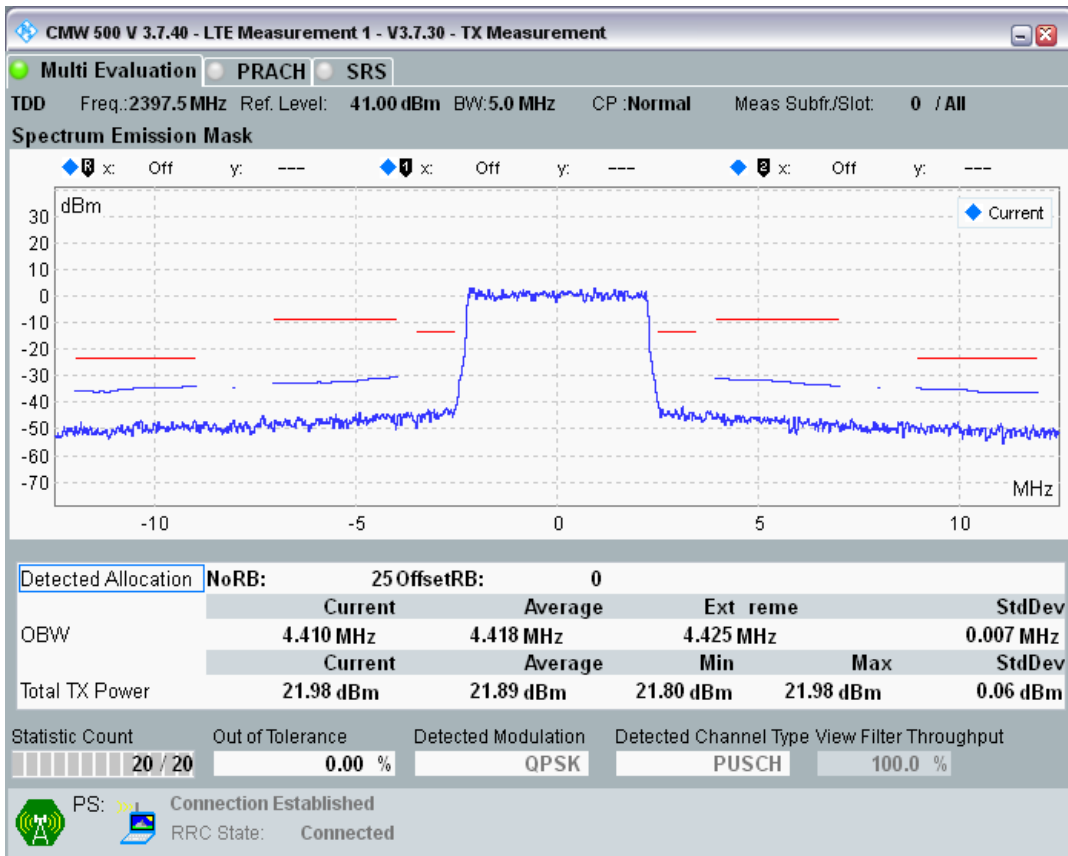 CMW 500 V 3.7.40 - LTE Measurement 1 - V3.7.30 - TX Measurement
Multi Evaluation PRACH SRS
TDD Freq.:2397.5 MHz Ref. Level: 41.00 dBm BW:5.0 MHz CP :Normal Meas Subfr./Slot: 0 / All
Spectrum Emission Mask
R x: Off y: --- 1 x: Off y: --- 2 x: Off y: ---
dBm
Current
30
20
10
0
-10
-20
-30
-40
-50
-60
-70
MHz
-10 -5 0 5 10
Detected Allocation NoRB: 25 OffsetRB: 0
Current Average Ext reme StdDev
OBW 4.410 MHz 4.418 MHz 4.425 MHz 0.007 MHz
Current Average Min Max StdDev
Total TX Power 21.98 dBm 21.89 dBm 21.80 dBm 21.98 dBm 0.06 dBm
Statistic Count Out of Tolerance Detected Modulation Detected Channel Type View Filter Throughput
20 / 20 0.00 % QPSK PUSCH 100.0 %
PS: Connection Established
RRC State: Connected